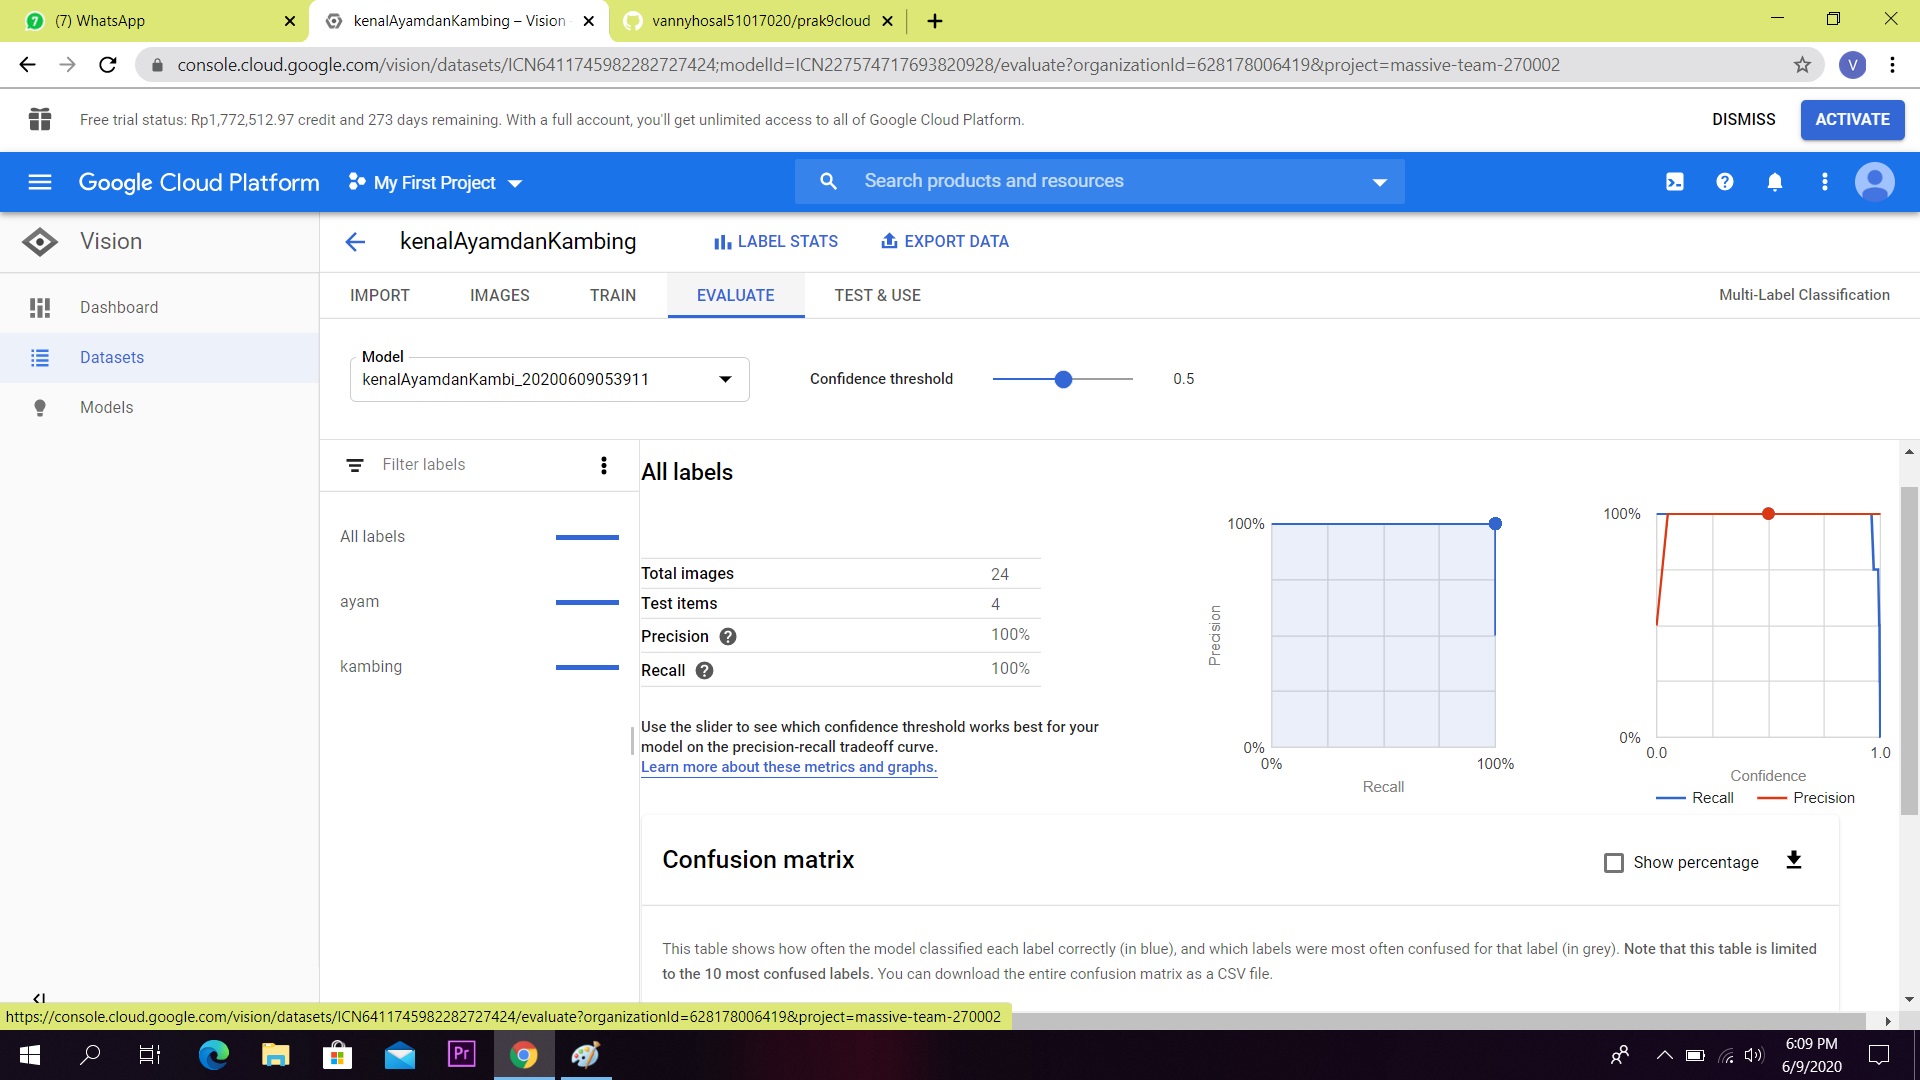 (7) WhatsApp
kenalAyamdanKambing – Vision
vannyhosal51017020/prak9cloud
console.cloud.google.com/vision/datasets/ICN6411745982282727424;modelId=ICN2275747176938209​28/evaluate?organizationId=628178006419&project=massive-team-270002
V
Free trial status: Rp1,772,512.97 credit and 273 days remaining. With a full account, you'll get unlimited access to all of Google Cloud Platform.
DISMISS
ACTIVATE
Google Cloud Platform
My First Project
Search products and resources
Vision
kenalAyamdanKambing
LABEL STATS
EXPORT DATA
Dashboard
Datasets
Models
IMPORT
IMAGES
TRAIN
EVALUATE
TEST & USE
Multi-Label Classification
Model
kenalAyamdanKambi_20200609053911
Confidence threshold
0.5
Filter labels
All labels
ayam
kambing
All labels
Total images 24
Test items 4
Precision 100%
Recall 100%
Use the slider to see which confidence threshold works best for your
model on the precision-recall tradeoff curve.
Learn more about these metrics and graphs.
100%
Precision
0%
0%
100%
Recall
100%
0%
0.0
1.0
Confidence
Recall
Precision
Confusion matrix
Show percentage
This table shows how often the model classified each label correctly (in blue), and which labels were most often confused for that label (in grey). Note that this table is limited
to the 10 most confused labels. You can download the entire confusion matrix as a CSV file.
https://console.cloud.google.com/vision/datasets/ICN6411745982282727424/evaluate?organizationId=628178006419&project=massive-team-270002
Pr
6:09 PM
6/9/2020